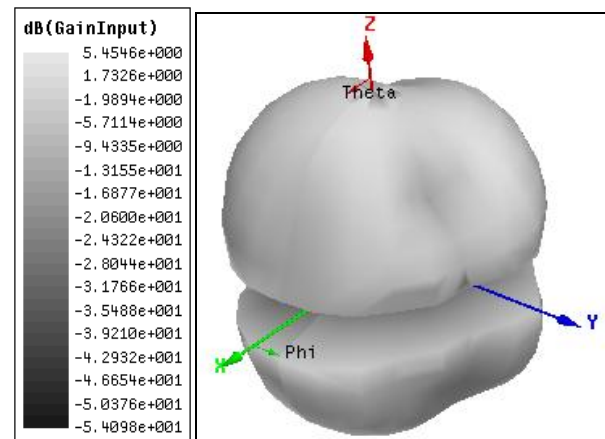 dB(GainInput)
5.4546e+000
1.7326e+000
-1.9894e+000
-5.7114e+000
-9.4335e+000
-1.3155e+001
-1.6877e+001
-2.0600e+001
-2.4322e+001
-2.8044e+001
-3.1766e+001
-3.5488e+001
-3.9210e+001
-4.2932e+001
-4.6654e+001
-5.0376e+001
-5.4098e+001
Z
Theta
Y
X
Phi